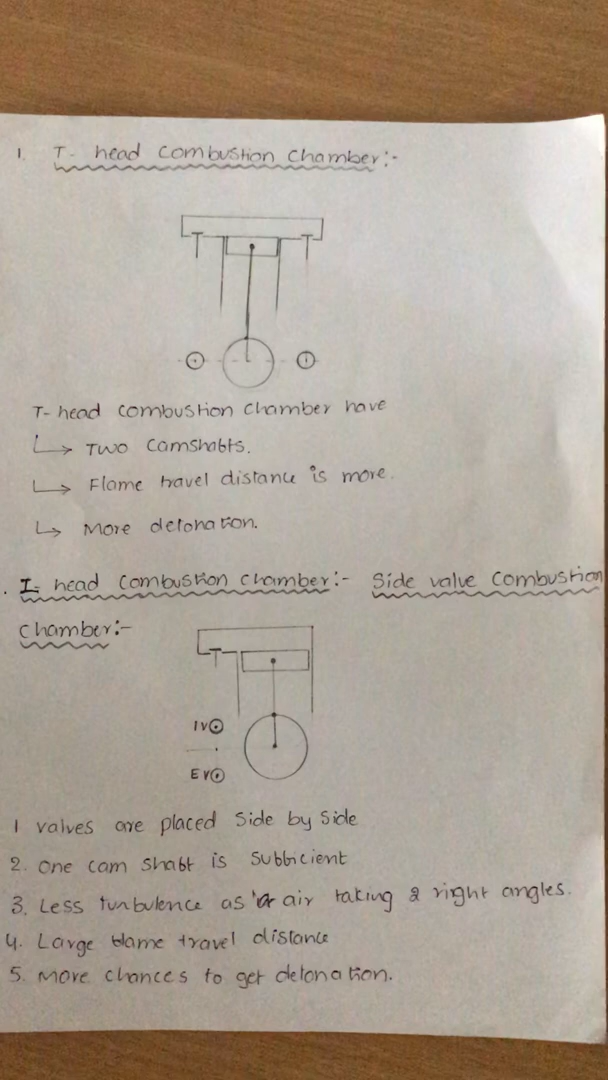 1. T- head combustion chamber:-
T- head combustion chamber have
↳ Two camshafts.
↳ Flame travel distance is more.
↳ More detonation.
. I- head combustion chamber:- Side valve combustion
chamber:-
IV
EV
1 valves are placed side by side
2. one cam shaft is sufficient
3. Less turbulence as air taking 2 right angles.
4. Large flame travel distance
5. More chances to get detonation.